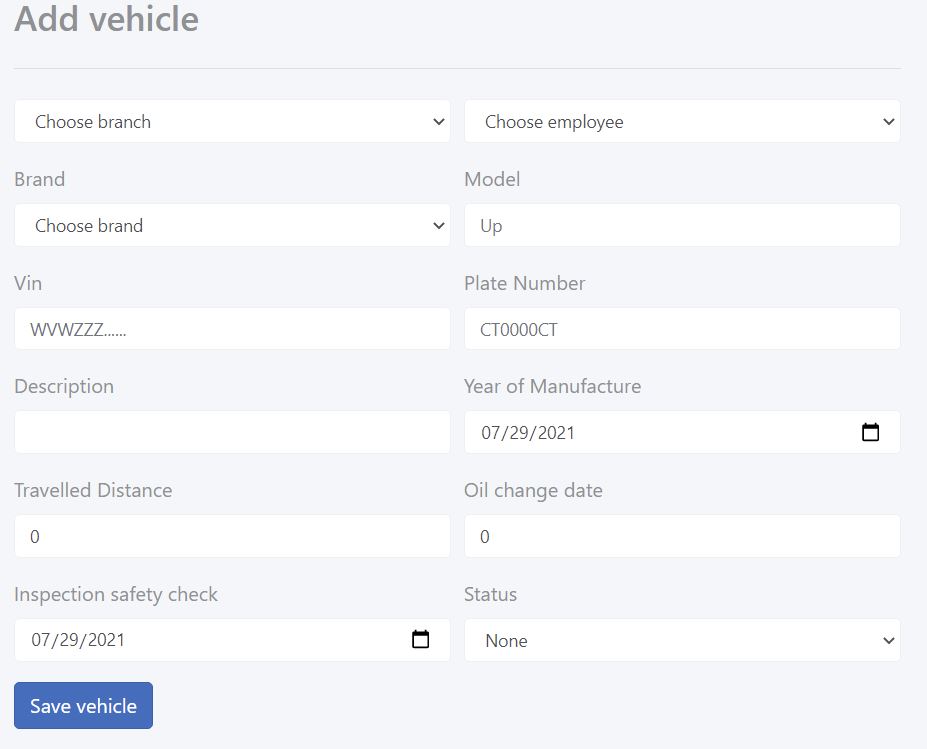 Add vehicle
Choose branch Choose employee
Brand Model
Choose brand Up
Vin Plate Number
WVWZZZ...... CT0000CT
Description Year of Manufacture
07/29/2021
Travelled Distance Oil change date
0 0
Inspection safety check Status
07/29/2021 None
Save vehicle